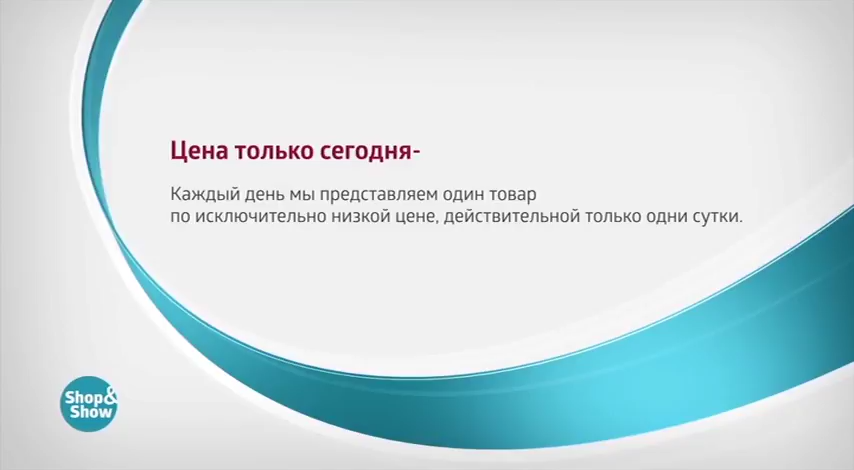 Цена только сегодня-
Каждый день мы представляем один товар
по исключительно низкой цене, действительной только одни сутки.
Shop&
Show